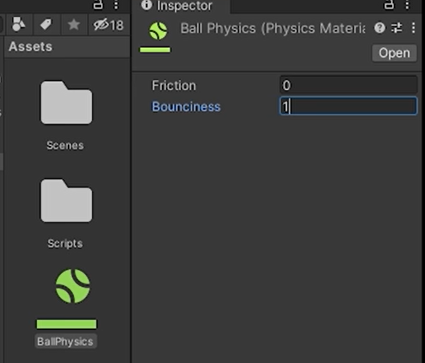 18
Assets
Scenes
Scripts
BallPhysics
Inspector
Ball Physics (Physics Materia
Open
Friction 0
Bounciness 1